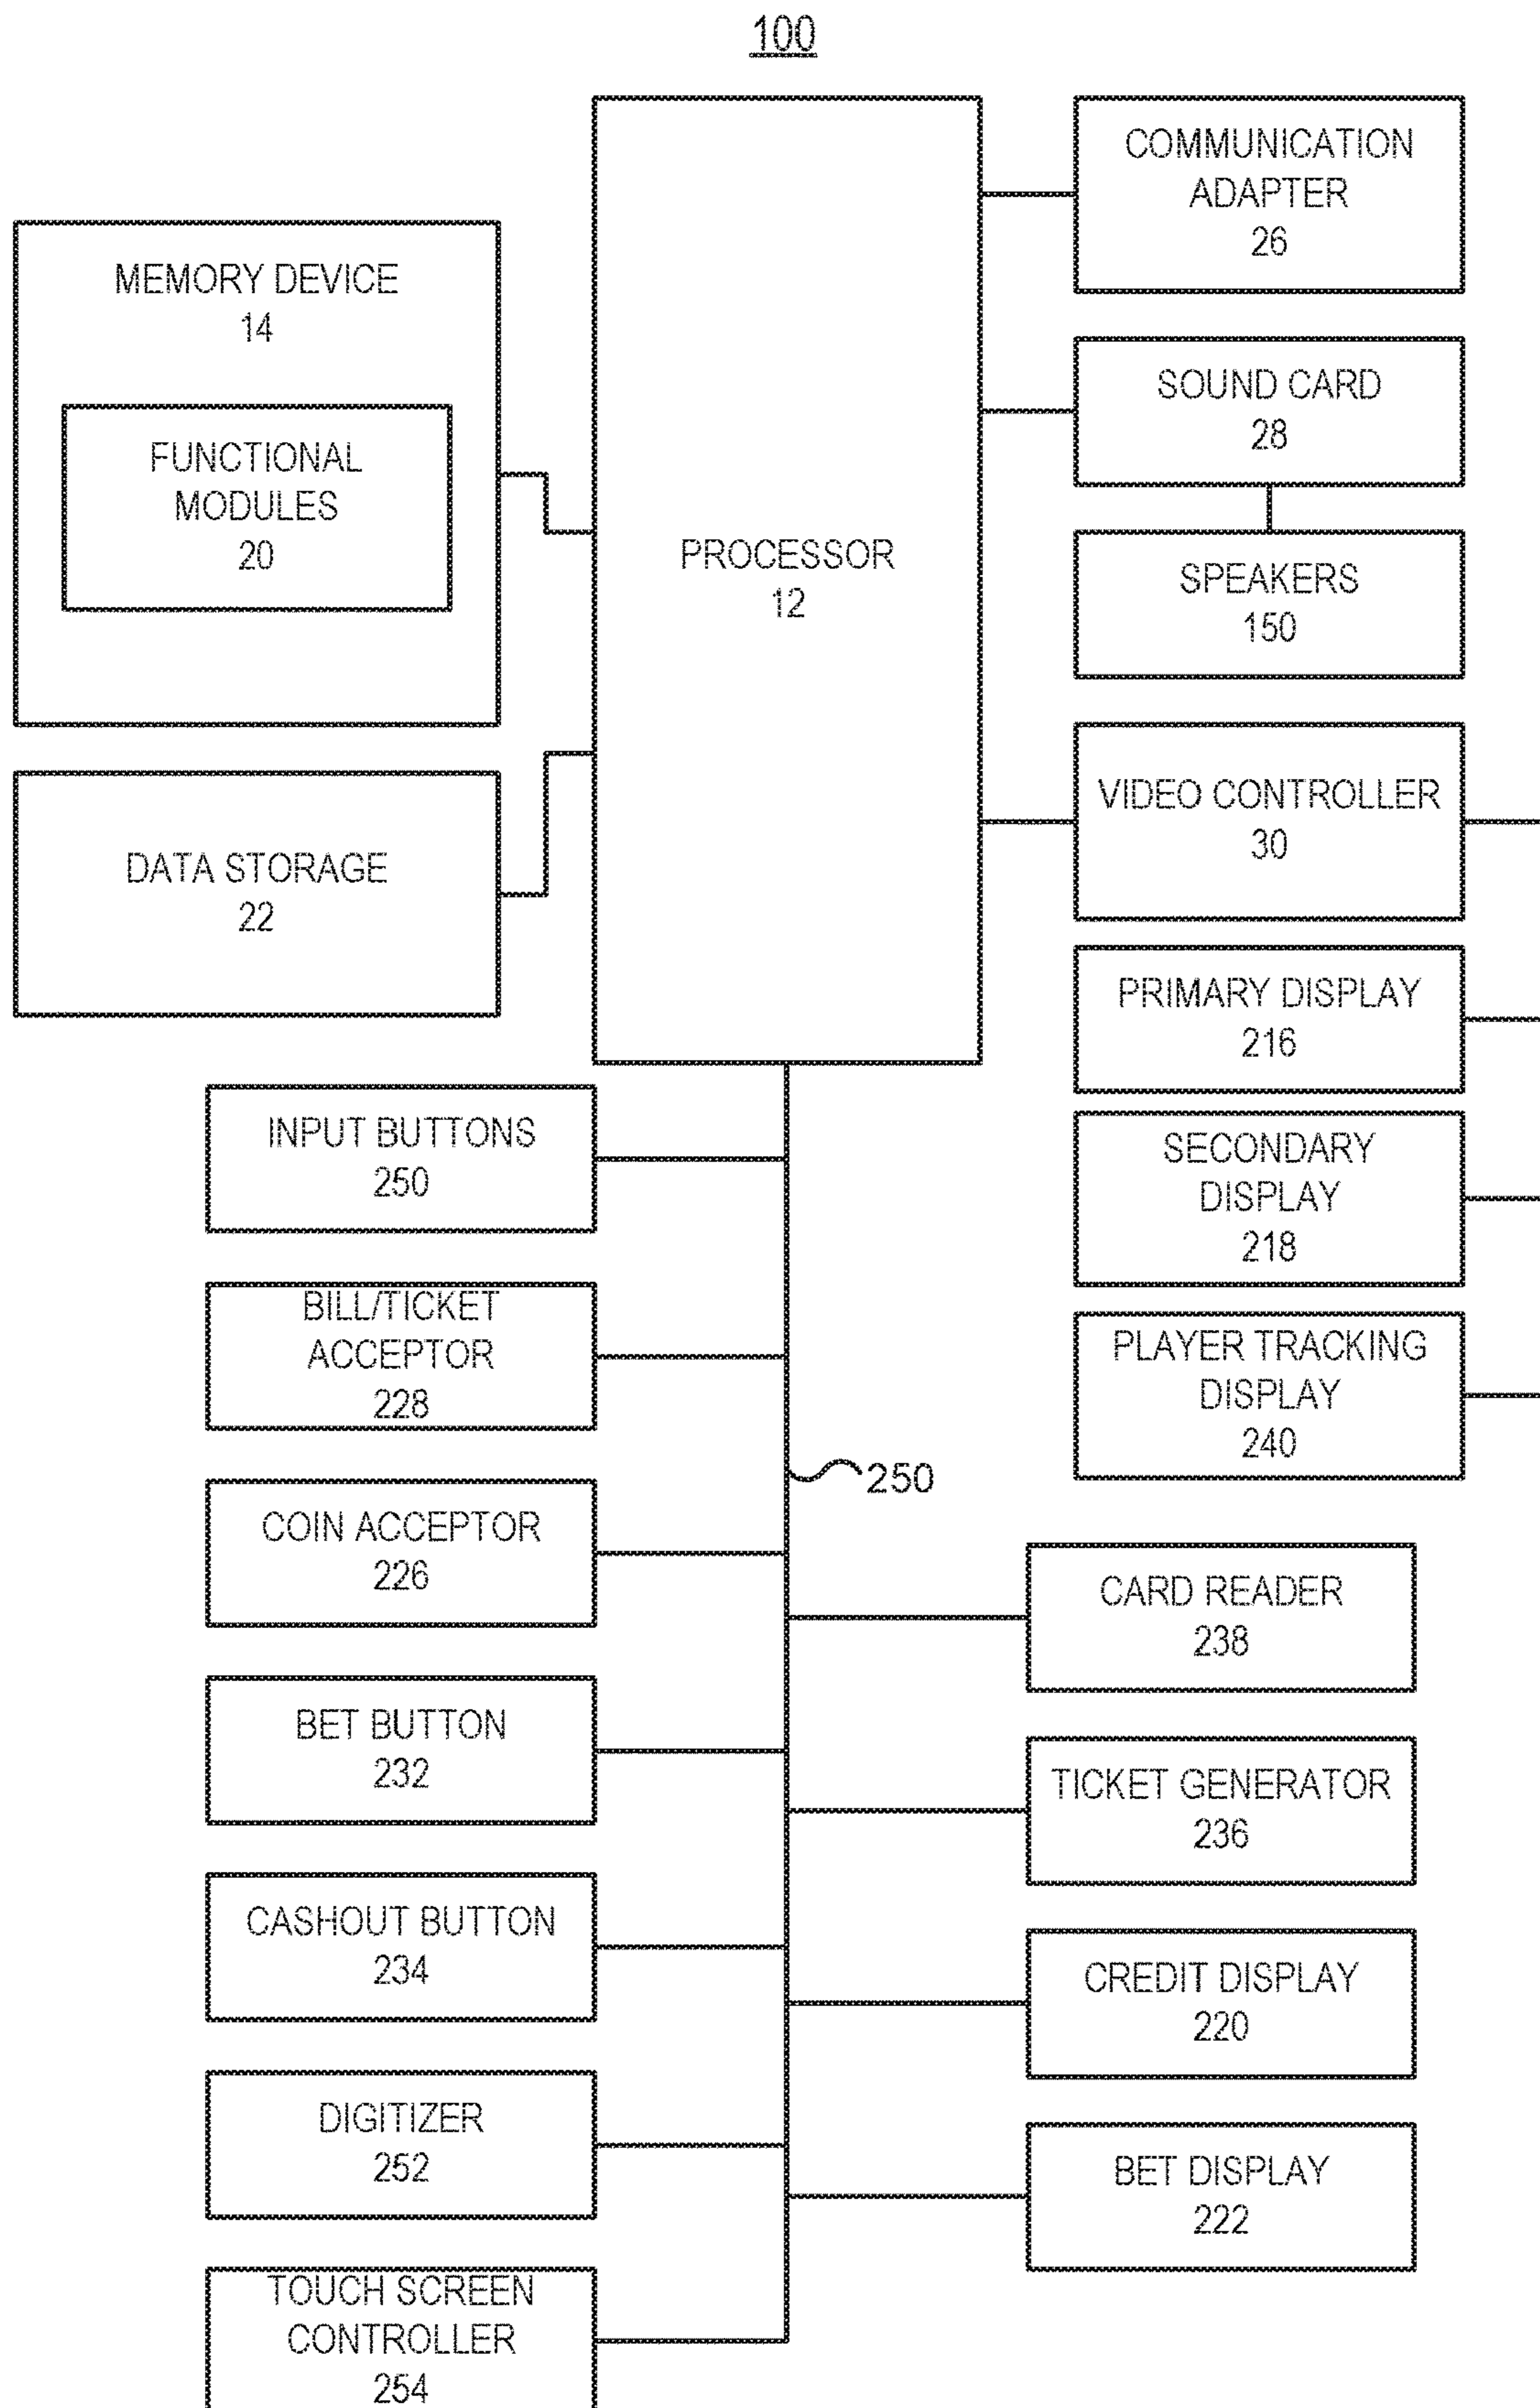 100
COMMUNICATION
ADAPTER
26
MEMORY DEVICE
14
FUNCTIONAL
MODULES
20
SOUND CARD
28
PROCESSOR
12
SPEAKERS
150
VIDEO CONTROLLER
30
DATA STORAGE
22
PRIMARY DISPLAY
216
INPUT BUTTONS
250
SECONDARY
DISPLAY
218
BILL/TICKET
ACCEPTOR
228
PLAYER TRACKING
DISPLAY
240
250
COIN ACCEPTOR
226
CARD READER
238
BET BUTTON
232
TICKET GENERATOR
236
CASHOUT BUTTON
234
CREDIT DISPLAY
220
DIGITIZER
252
BET DISPLAY
222
TOUCH SCREEN
CONTROLLER
254